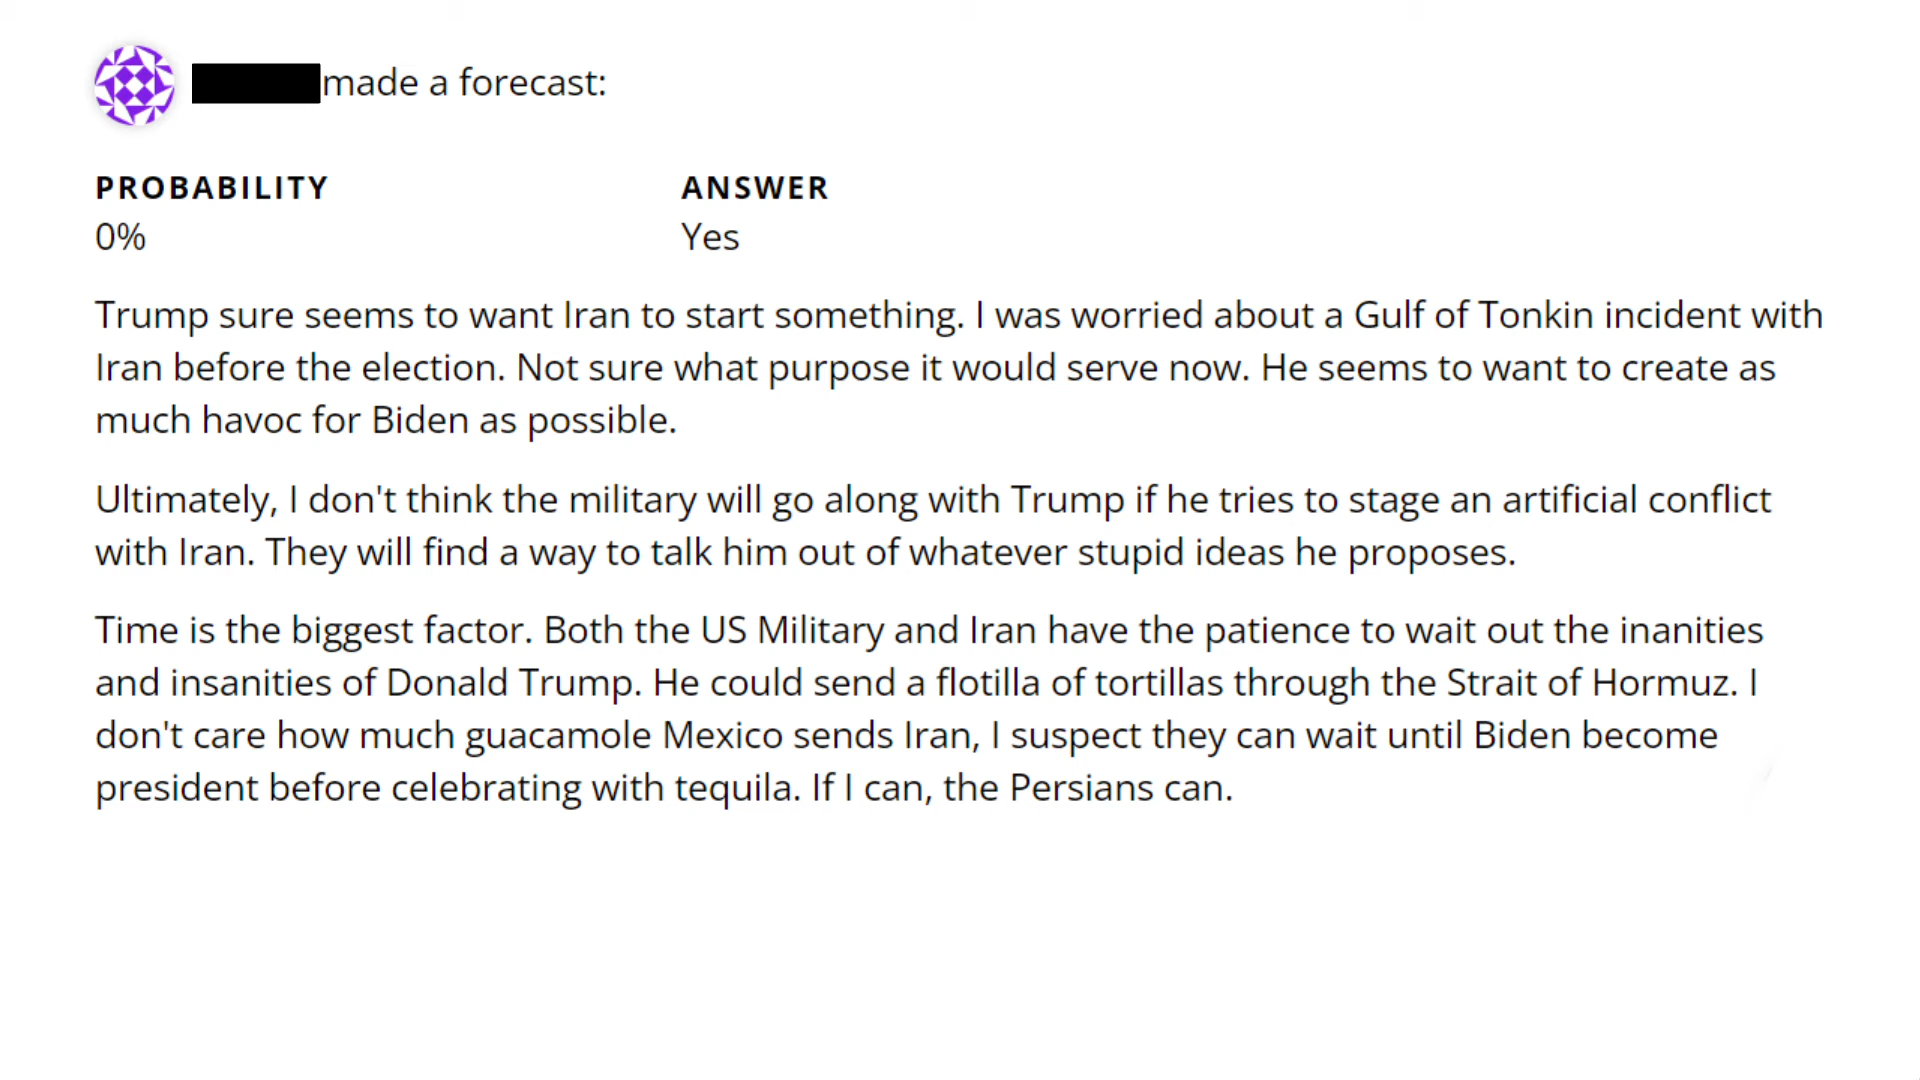 made a forecast:
PROBABILITY ANSWER
0% Yes
Trump sure seems to want Iran to start something. I was worried about a Gulf of Tonkin incident with
Iran before the election. Not sure what purpose it would serve now. He seems to want to create as
much havoc for Biden as possible.
Ultimately, I don't think the military will go along with Trump if he tries to stage an artificial conflict
with Iran. They will find a way to talk him out of whatever stupid ideas he proposes.
Time is the biggest factor. Both the US Military and Iran have the patience to wait out the inanities
and insanities of Donald Trump. He could send a flotilla of tortillas through the Strait of Hormuz. I
don't care how much guacamole Mexico sends Iran, I suspect they can wait until Biden become
president before celebrating with tequila. If I can, the Persians can.